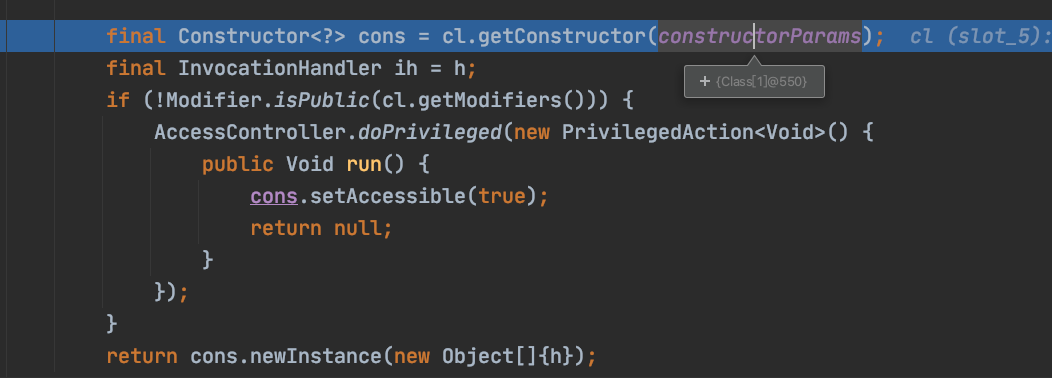 final Constructor<?> cons = cl.getConstructor(constructorParams); cl (slot_5):
+ {Class[1]@550}
final InvocationHandler ih = h;
if (!Modifier.isPublic(cl.getModifiers())) {
AccessController.doPrivileged(new PrivilegedAction<Void>() {
public Void run() {
cons.setAccessible(true);
return null;
}
});
}
return cons.newInstance(new Object[]{h});